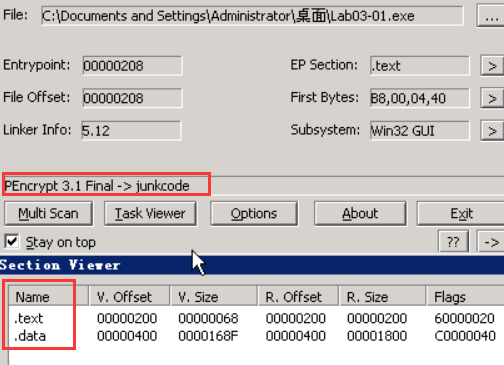 File: C:\Documents and Settings\Administrator\桌面\Lab03-01.exe ...
Entrypoint: 00000208 EP Section: .text >
File Offset: 00000208 First Bytes: B8,00,04,40 >
Linker Info: 5.12 Subsystem: Win32 GUI >
PEncrypt 3.1 Final -> junkcode
Multi Scan Task Viewer Options About Exit
Stay on top ?? ->
Section Viewer
Name V. Offset V. Size R. Offset R. Size Flags
.text 00000200 00000068 00000200 00000200 60000020
.data 00000400 0000168F 00000400 00001800 C0000040